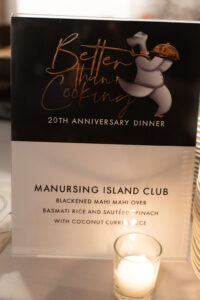 Better
Than
Cooking
20TH ANNIVERSARY DINNER
MANURSING ISLAND CLUB
BLACKENED MAHI MAHI OVER
BASMATI RICE AND SAUTÉED SPINACH
WITH COCONUT CURRY SAUCE